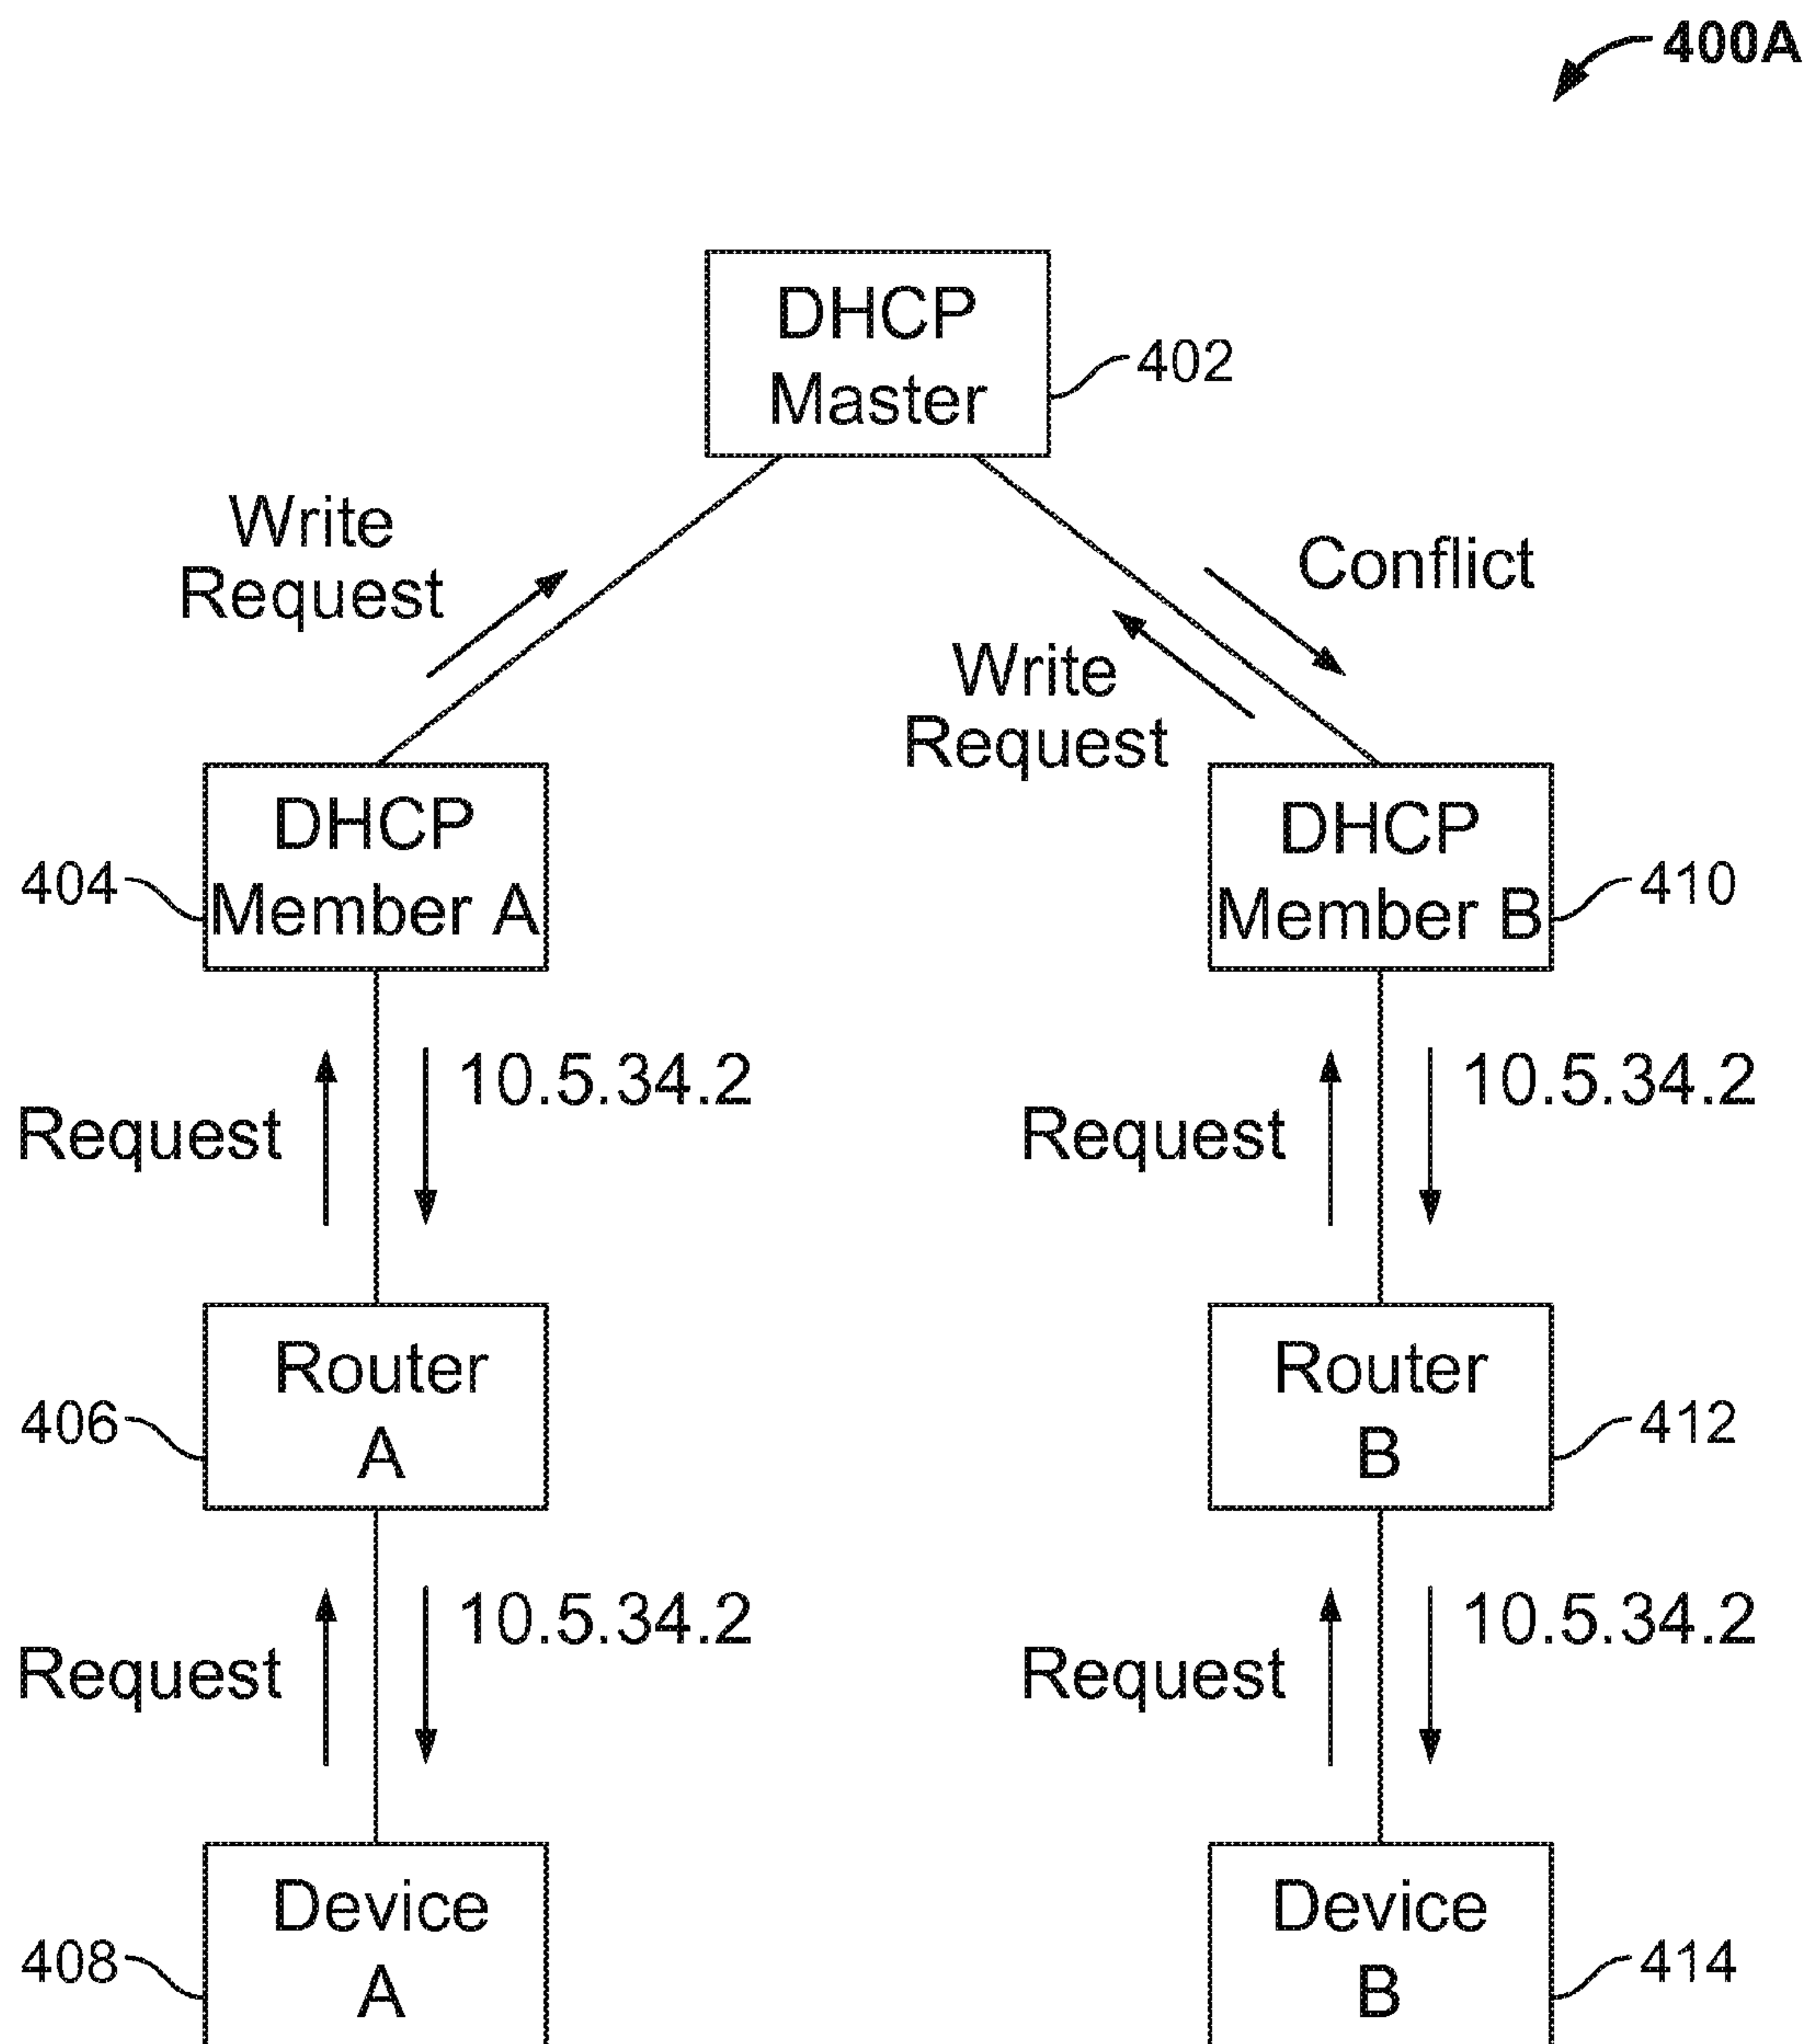 400A
DHCP
Master
402
Write
Request
Conflict
Write
Request
DHCP
Member A
404
DHCP
Member B
410
Request
10.5.34.2
Request
10.5.34.2
Router
A
406
Router
B
412
Request
10.5.34.2
Request
10.5.34.2
Device
A
408
Device
B
414